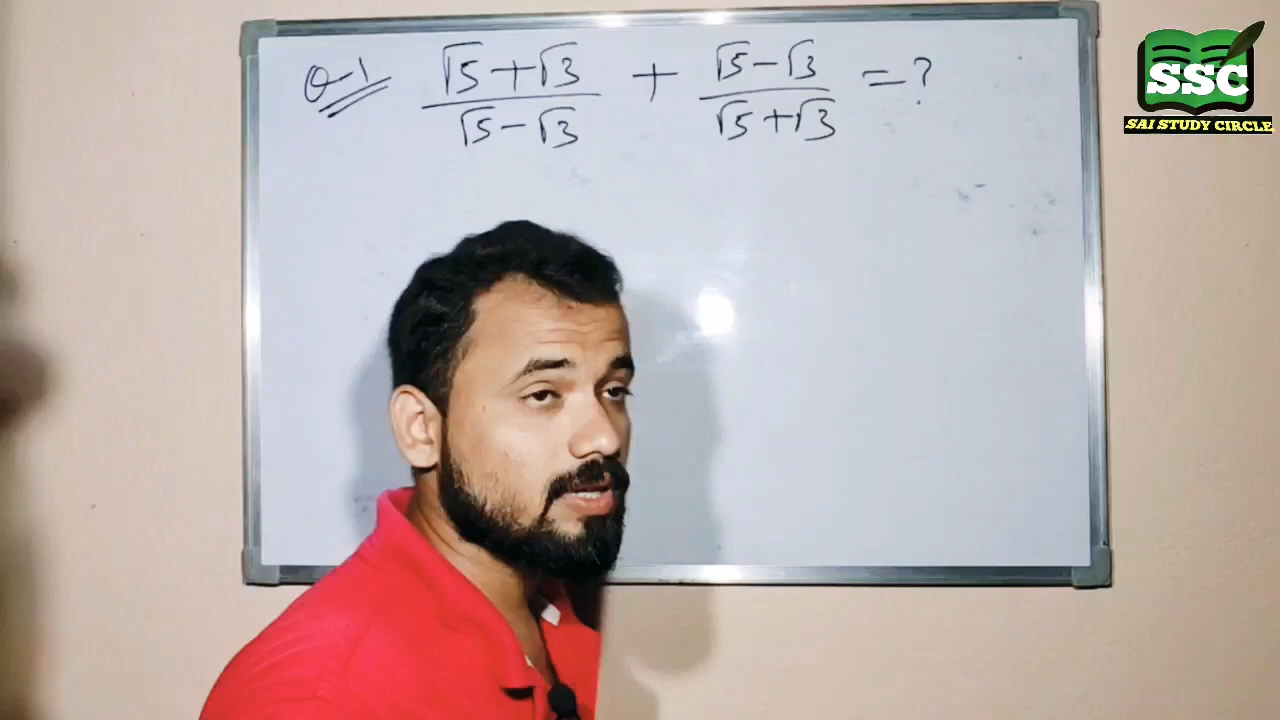 Q-1 (√5+√3)/(√5-√3) + (√5-√3)/(√5+√3) = ?
SSC
SAI STUDY CIRCLE